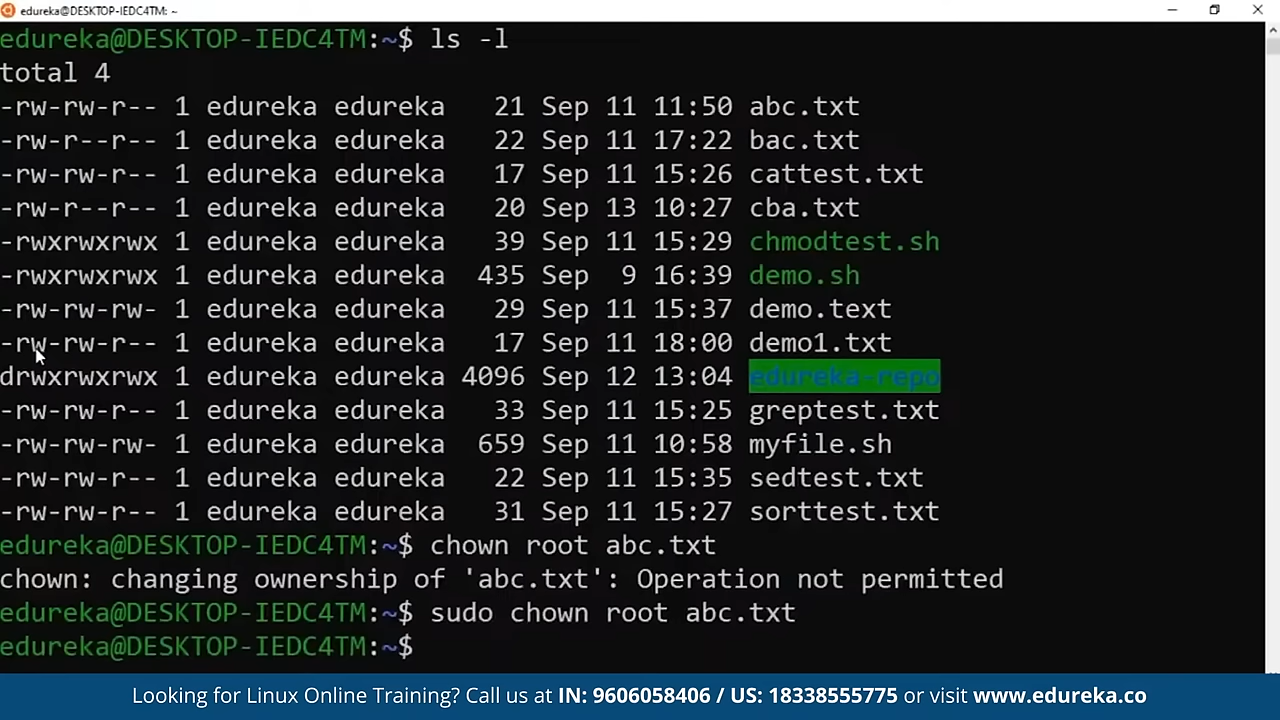 edureka@DESKTOP-IEDC4TM: ~
edureka@DESKTOP-IEDC4TM:~$ ls -l
total 4
-rw-rw-r-- 1 edureka edureka 21 Sep 11 11:50 abc.txt
-rw-r--r-- 1 edureka edureka 22 Sep 11 17:22 bac.txt
-rw-rw-r-- 1 edureka edureka 17 Sep 11 15:26 cattest.txt
-rw-r--r-- 1 edureka edureka 20 Sep 13 10:27 cba.txt
-rwxrwxrwx 1 edureka edureka 39 Sep 11 15:29 chmodtest.sh
-rwxrwxrwx 1 edureka edureka 435 Sep 9 16:39 demo.sh
-rw-rw-rw- 1 edureka edureka 29 Sep 11 15:37 demo.text
-rw-rw-r-- 1 edureka edureka 17 Sep 11 18:00 demo1.txt
drwxrwxrwx 1 edureka edureka 4096 Sep 12 13:04 edureka-repo
-rw-rw-r-- 1 edureka edureka 33 Sep 11 15:25 greptest.txt
-rw-rw-rw- 1 edureka edureka 659 Sep 11 10:58 myfile.sh
-rw-rw-r-- 1 edureka edureka 22 Sep 11 15:35 sedtest.txt
-rw-rw-r-- 1 edureka edureka 31 Sep 11 15:27 sorttest.txt
edureka@DESKTOP-IEDC4TM:~$ chown root abc.txt
chown: changing ownership of 'abc.txt': Operation not permitted
edureka@DESKTOP-IEDC4TM:~$ sudo chown root abc.txt
edureka@DESKTOP-IEDC4TM:~$
Looking for Linux Online Training? Call us at IN: 9606058406 / US: 18338555775 or visit www.edureka.co